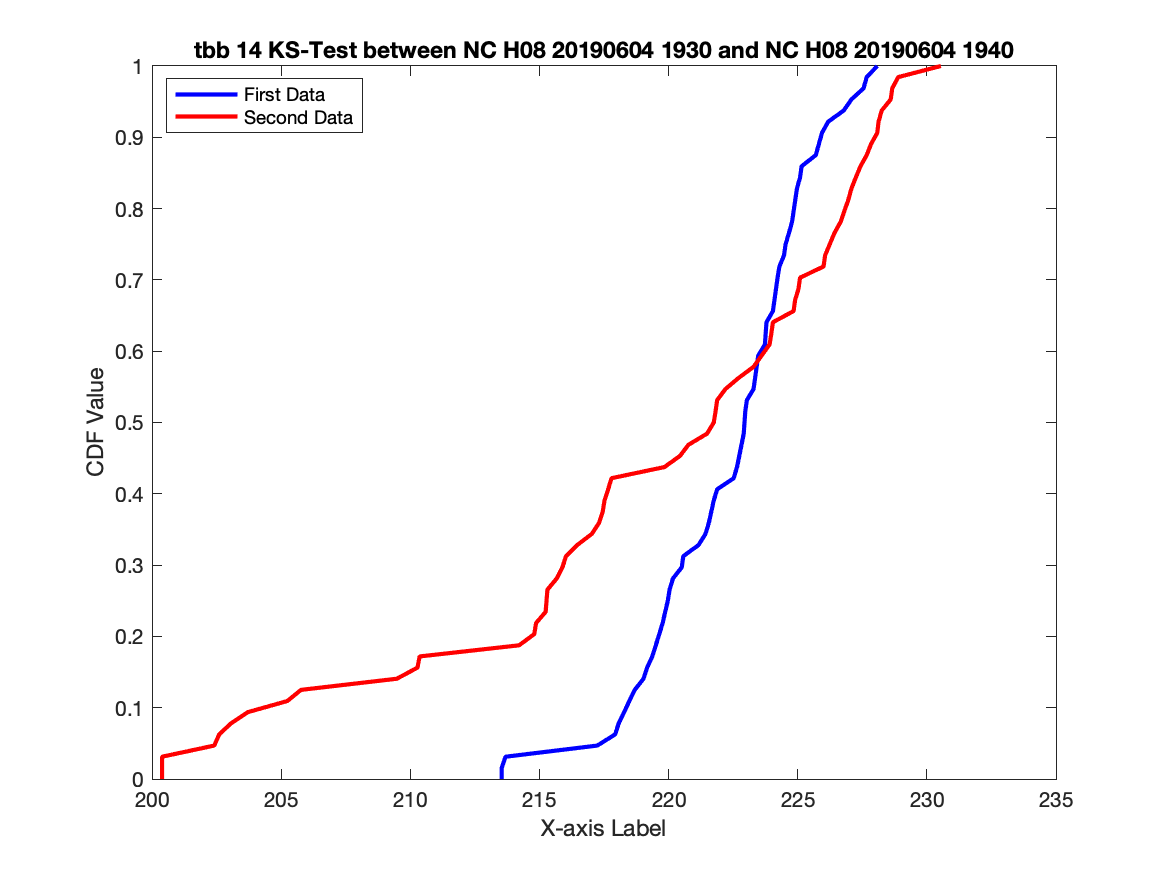 tbb 14 KS-Test between NC H08 20190604 1930 and NC H08 20190604 1940
First Data
Second Data
1
0.9
0.8
0.7
0.6
0.5
0.4
0.3
0.2
0.1
0
CDF Value
200 205 210 215 220 225 230 235
X-axis Label